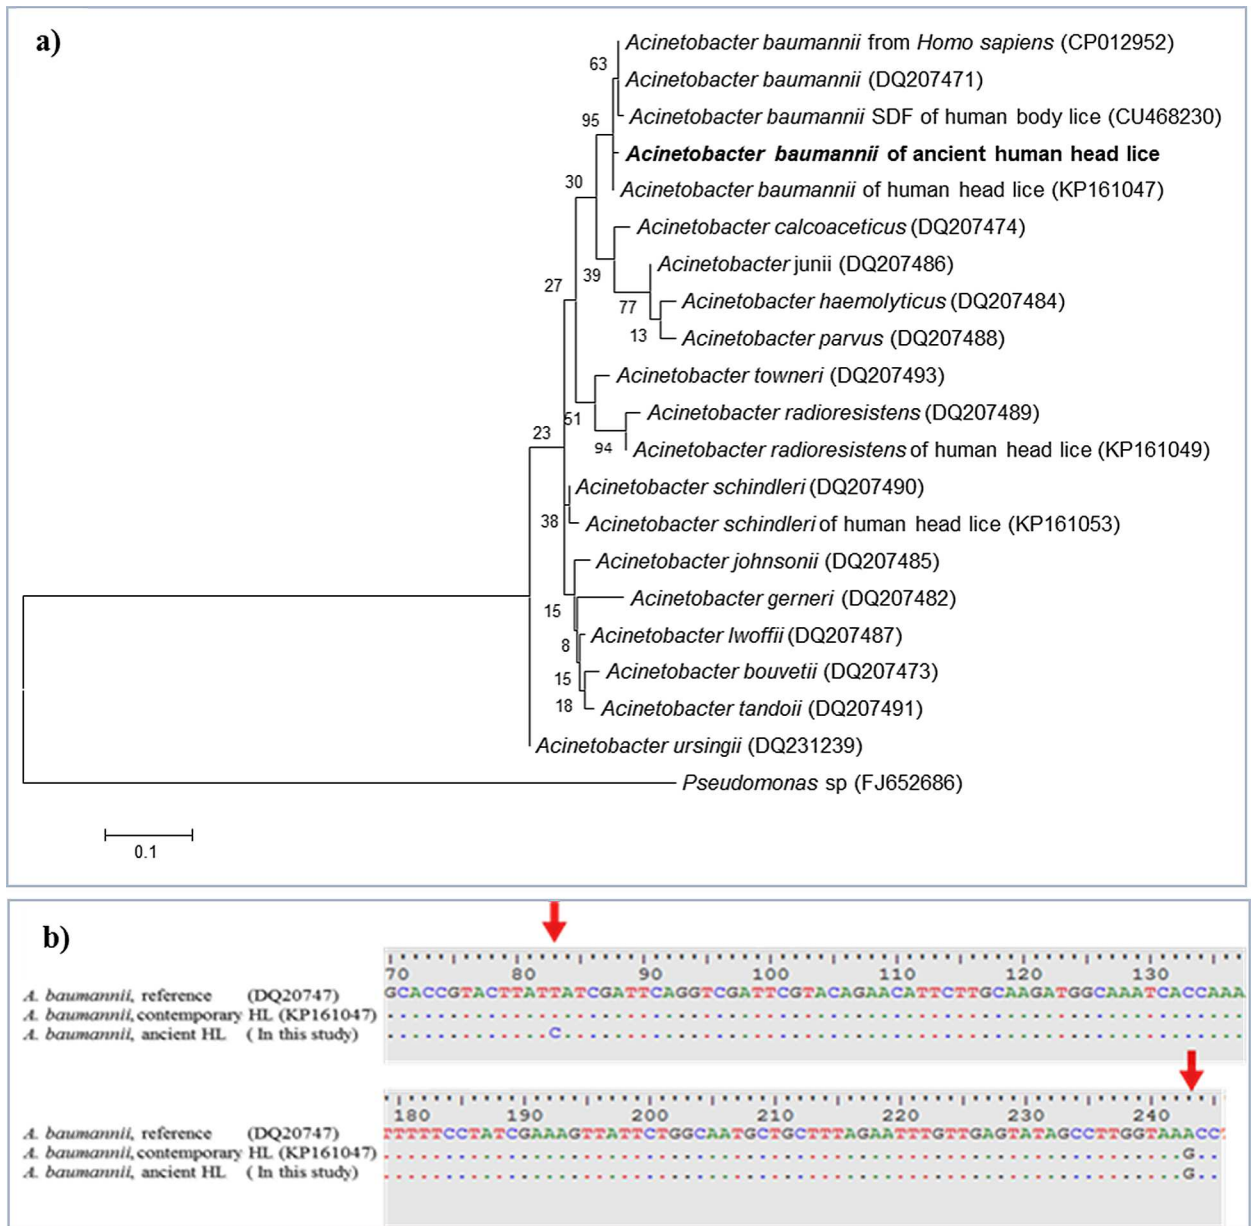 a)
Acinetobacter baumannii from Homo sapiens (CP012952)
63
Acinetobacter baumannii (DQ207471)
95
Acinetobacter baumannii SDF of human body lice (CU468230)
Acinetobacter baumannii of ancient human head lice
30
Acinetobacter baumannii of human head lice (KP161047)
Acinetobacter calcoaceticus (DQ207474)
39
Acinetobacter junii (DQ207486)
27
77
Acinetobacter haemolyticus (DQ207484)
13
Acinetobacter parvus (DQ207488)
Acinetobacter towneri (DQ207493)
51
Acinetobacter radioresistens (DQ207489)
23
94
Acinetobacter radioresistens of human head lice (KP161049)
Acinetobacter schindleri (DQ207490)
38
Acinetobacter schindleri of human head lice (KP161053)
Acinetobacter johnsonii (DQ207485)
15
Acinetobacter gerneri (DQ207482)
8
Acinetobacter lwoffii (DQ207487)
15
Acinetobacter bouvetii (DQ207473)
18
Acinetobacter tandoii (DQ207491)
Acinetobacter ursingii (DQ231239)
Pseudomonas sp (FJ652686)
0.1
b)
70 80 90 100 110 120 130
A. baumannii, reference (DQ20747) GCACCGTACTTATTATCGATTCAGGTCGATTCGTACAGAACATTCTTGCAAGATGGCAAATCACCAAA
A. baumannii, contemporary HL (KP161047)
A. baumannii, ancient HL ( In this study) C
180 190 200 210 220 230 240
A. baumannii, reference (DQ20747) TTTTTCCTATCGAAAGTTATTCTGGCAATGCTGCTTTAGAATTTGTTGAGTATAGCCTTGGTAAACC
A. baumannii, contemporary HL (KP161047) G
A. baumannii, ancient HL ( In this study) G